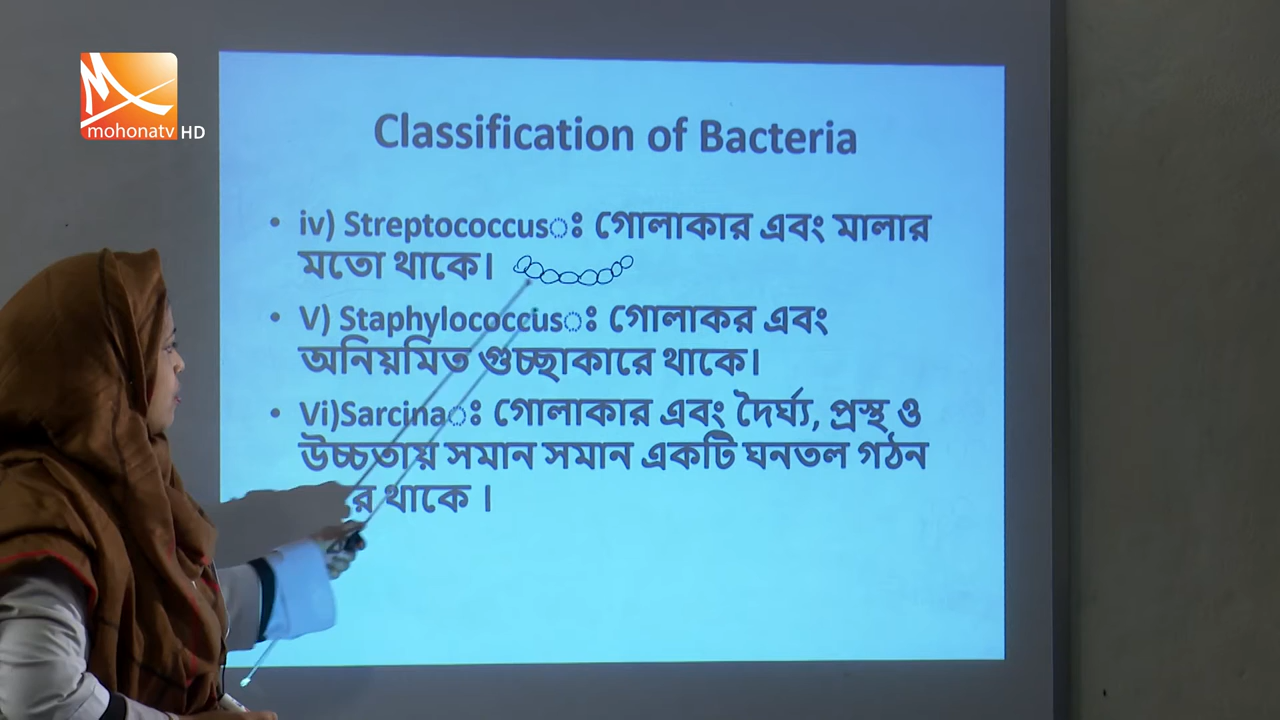 mohonatv HD
Classification of Bacteria
• iv) Streptococcusঃ গোলাকার এবং মালার
মতো থাকে।
• V) Staphylococcusঃ গোলাকর এবং
অনিয়মিত গুচ্ছাকারে থাকে।
• Vi)Sarcinaঃ গোলাকার এবং দৈর্ঘ্য, প্রস্থ ও
উচ্চতায় সমান সমান একটি ঘনতল গঠন
থাকে ।